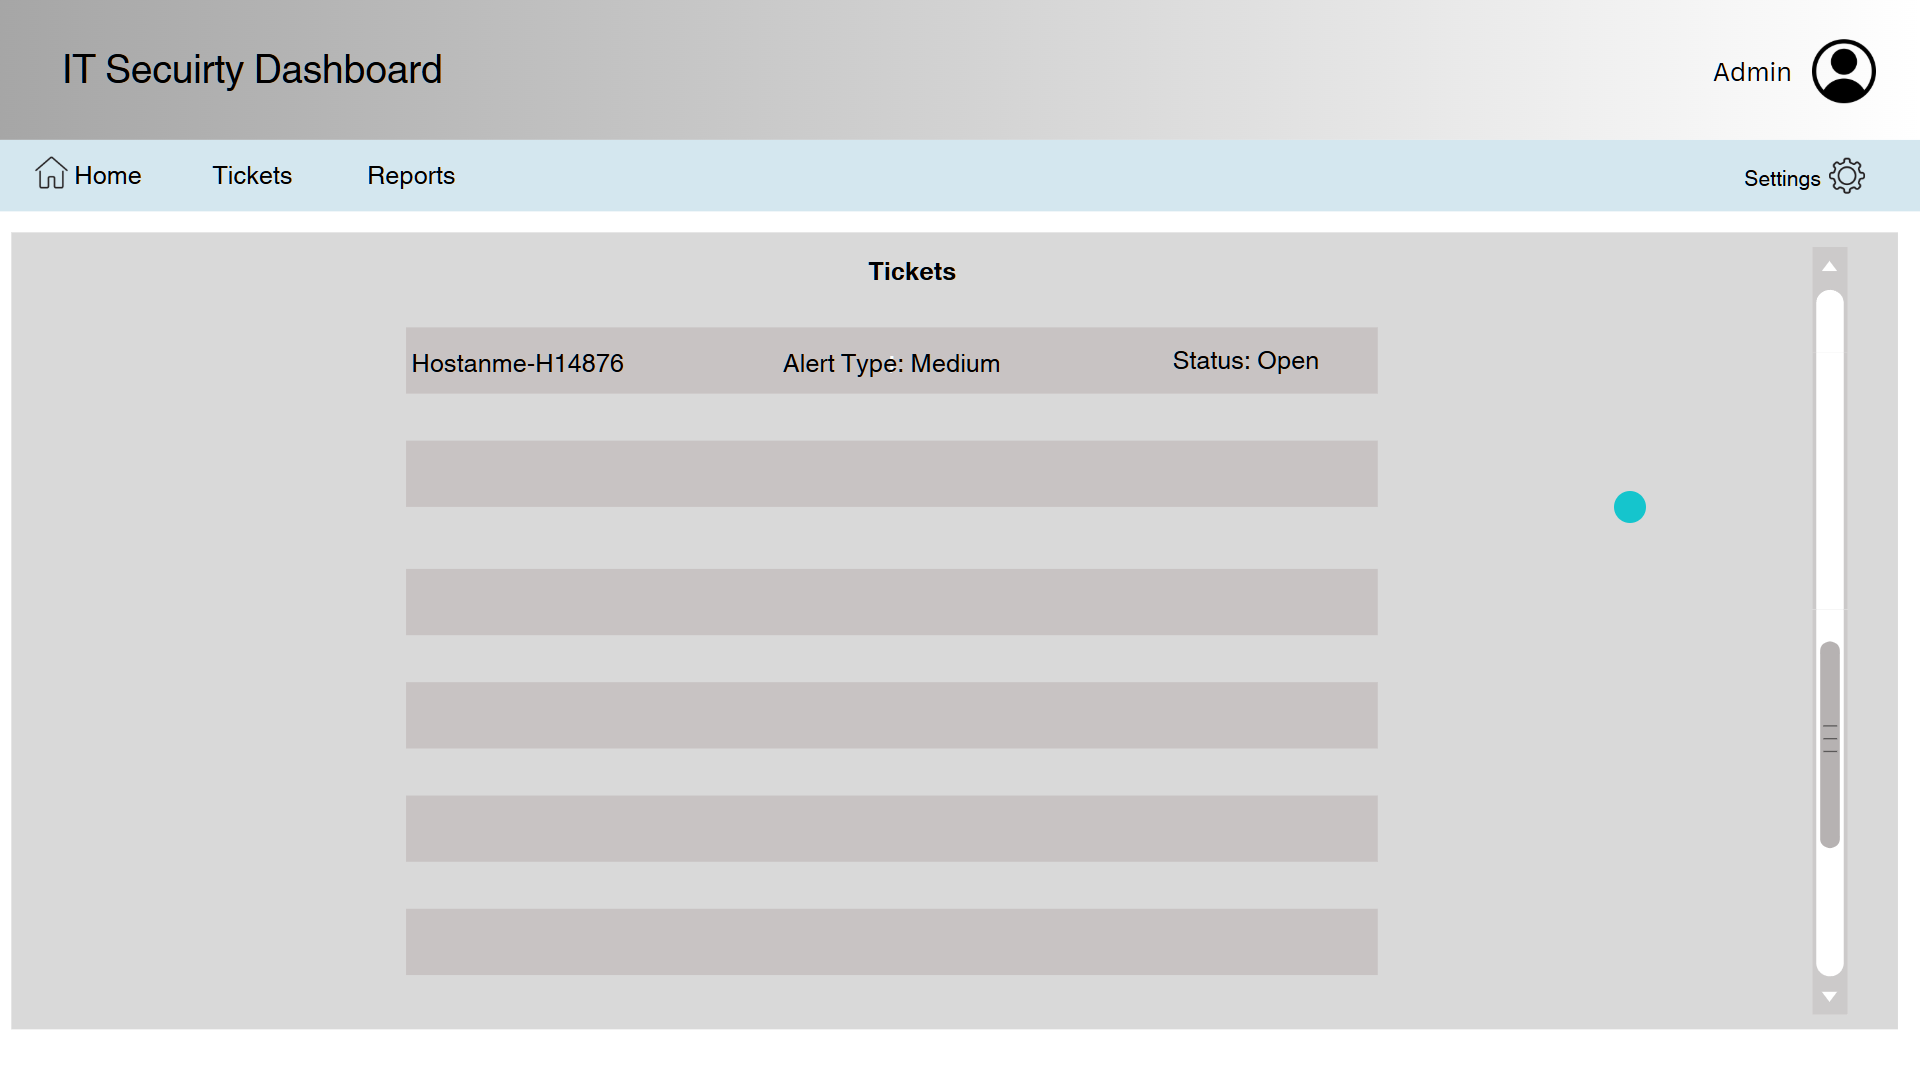 IT Secuirty Dashboard
Admin
Home Tickets Reports Settings
Tickets
Hostanme-H14876 Alert Type: Medium Status: Open